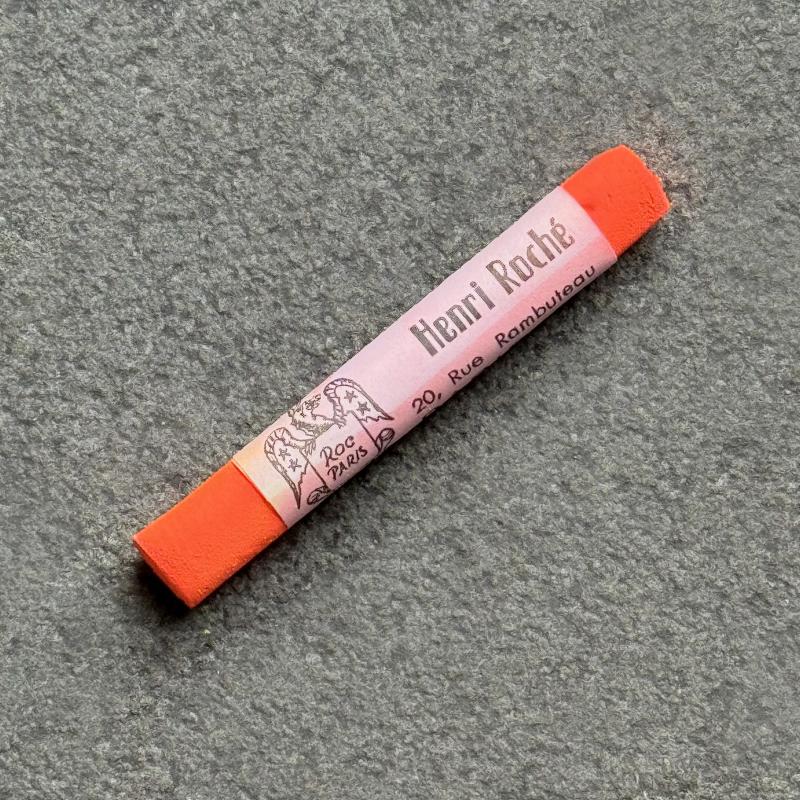 Henri Roché
20, Rue Rambuteau
ROC
PARIS